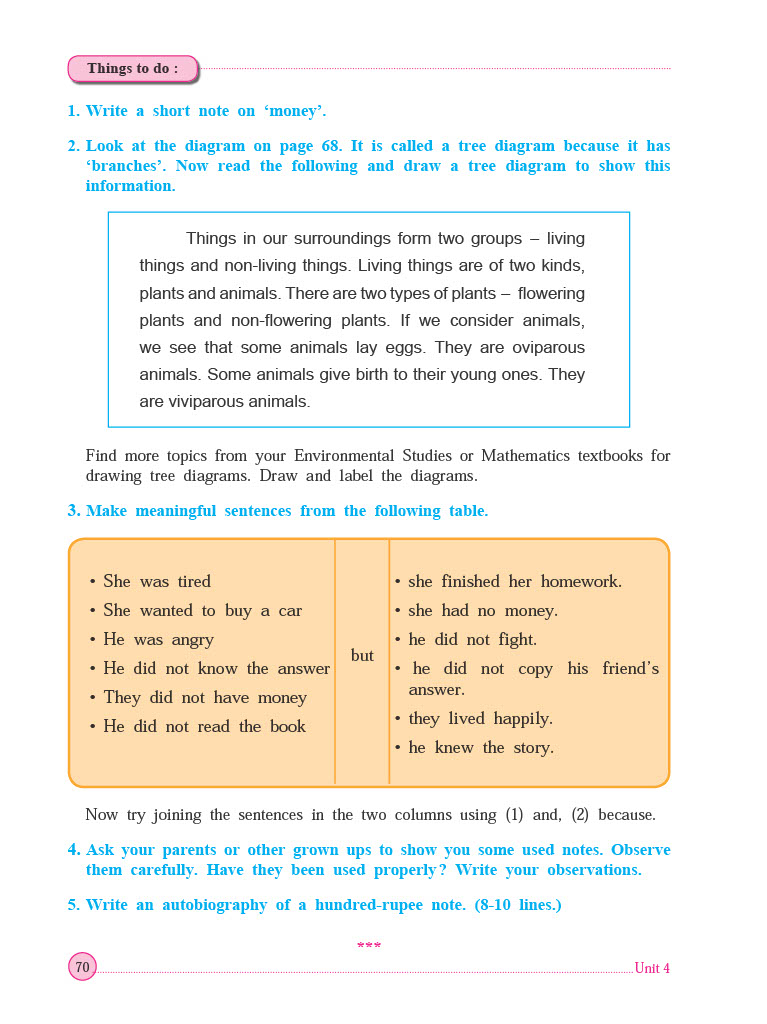 Things to do :
1. Write a short note on ‘money’.
2. Look at the diagram on page 68. It is called a tree diagram because it has
‘branches’. Now read the following and draw a tree diagram to show this
information.
Things in our surroundings form two groups – living
things and non-living things. Living things are of two kinds,
plants and animals. There are two types of plants – flowering
plants and non-flowering plants. If we consider animals,
we see that some animals lay eggs. They are oviparous
animals. Some animals give birth to their young ones. They
are viviparous animals.
Find more topics from your Environmental Studies or Mathematics textbooks for
drawing tree diagrams. Draw and label the diagrams.
3. Make meaningful sentences from the following table.
• She was tired
• She wanted to buy a car
• He was angry
• He did not know the answer
• They did not have money
• He did not read the book
but
• she finished her homework.
• she had no money.
• he did not fight.
• he did not copy his friend’s
answer.
• they lived happily.
• he knew the story.
Now try joining the sentences in the two columns using (1) and, (2) because.
4. Ask your parents or other grown ups to show you some used notes. Observe
them carefully. Have they been used properly? Write your observations.
5. Write an autobiography of a hundred-rupee note. (8-10 lines.)
***
70
Unit 4